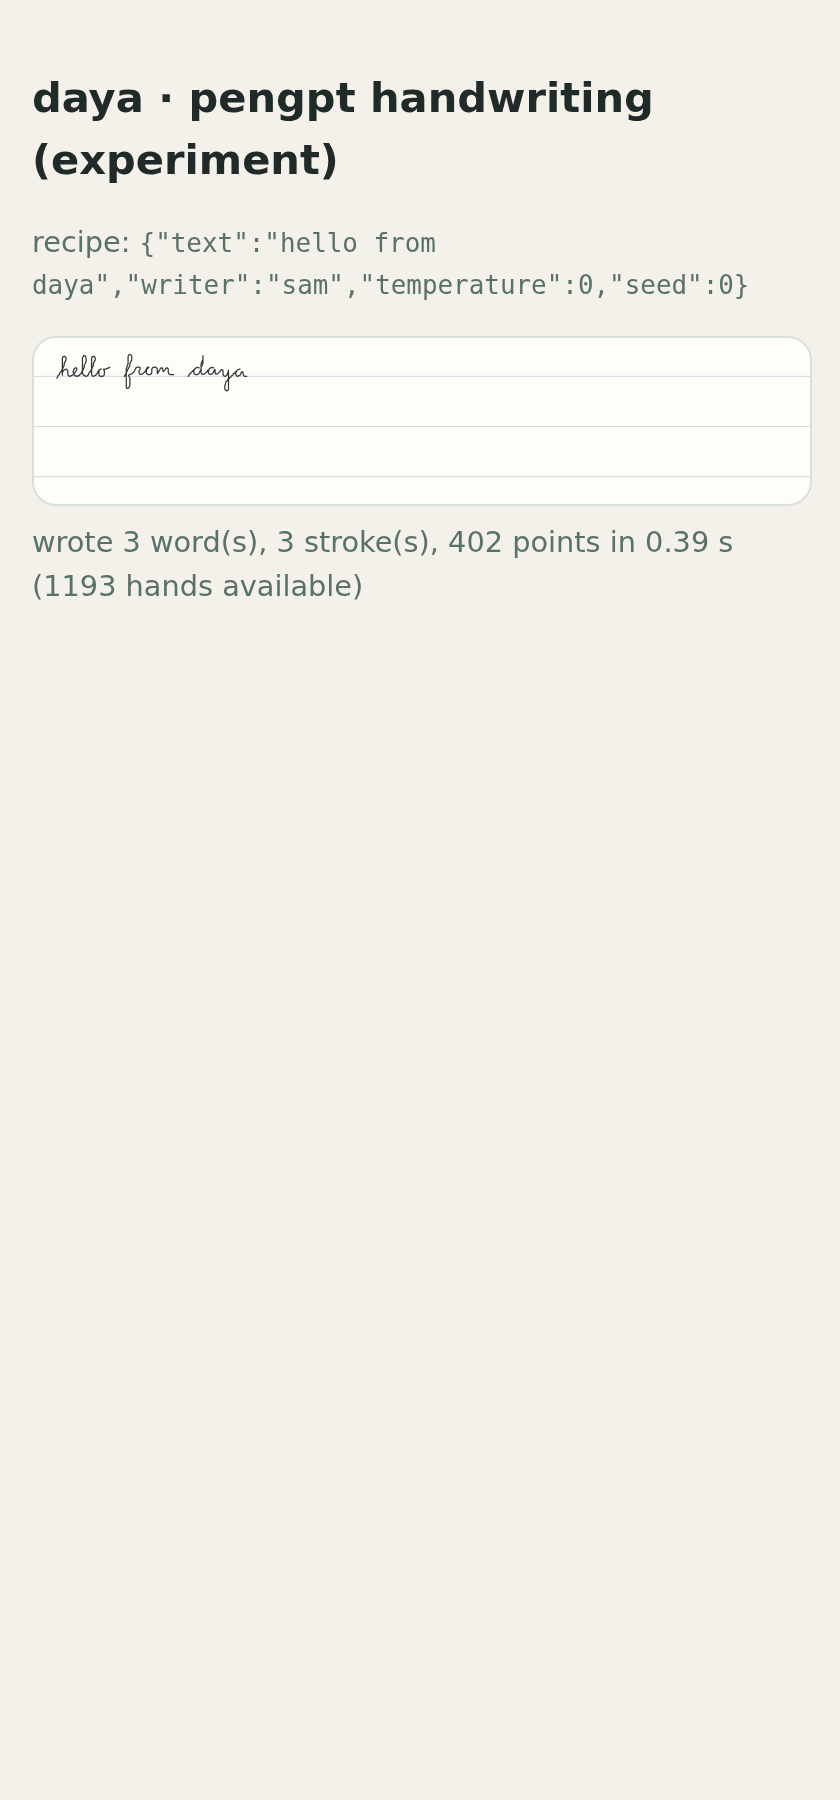 daya · pengpt handwriting
(experiment)
recipe: {"text":"hello from
daya","writer":"sam","temperature":0,"seed":0}
hello from daya
wrote 3 word(s), 3 stroke(s), 402 points in 0.39 s
(1193 hands available)